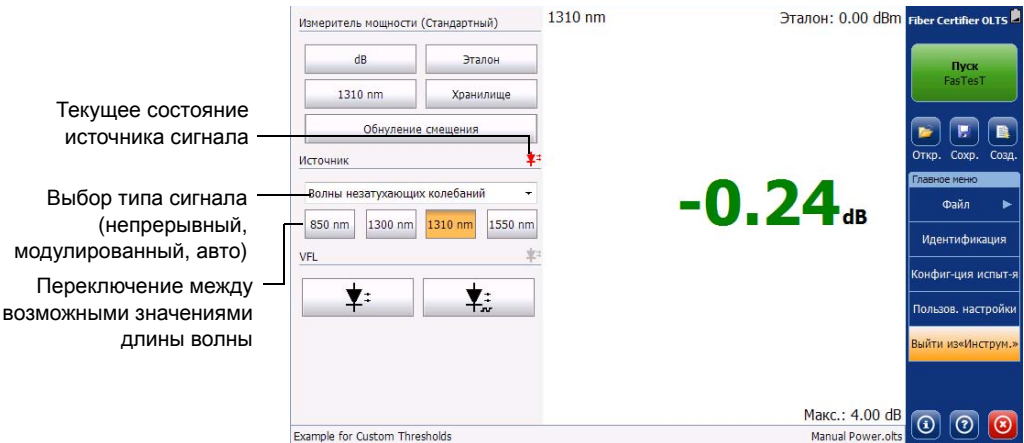 Текущее состояние
источника сигнала
Выбор типа сигнала
(непрерывный,
модулированный, авто)
Переключение между
возможными значениями
длины волны
Измеритель мощности (Стандартный)
dB
Эталон
1310 nm
Хранилище
Обнуление смещения
Источник
Волны незатухающих колебаний
850 nm
1300 nm
1310 nm
1550 nm
VFL
Example for Custom Thresholds
1310 nm
Эталон: 0.00 dBm
-0.24 dB
Макс.: 4.00 dB
Manual Power.olts
Fiber Certifier OLTS
Пуск
FasTesT
Откр.
Сохр.
Созд.
Главное меню
Файл
Идентификация
Конфиг-ция испыт-я
Пользов. настройки
Выйти из«Инструм.»